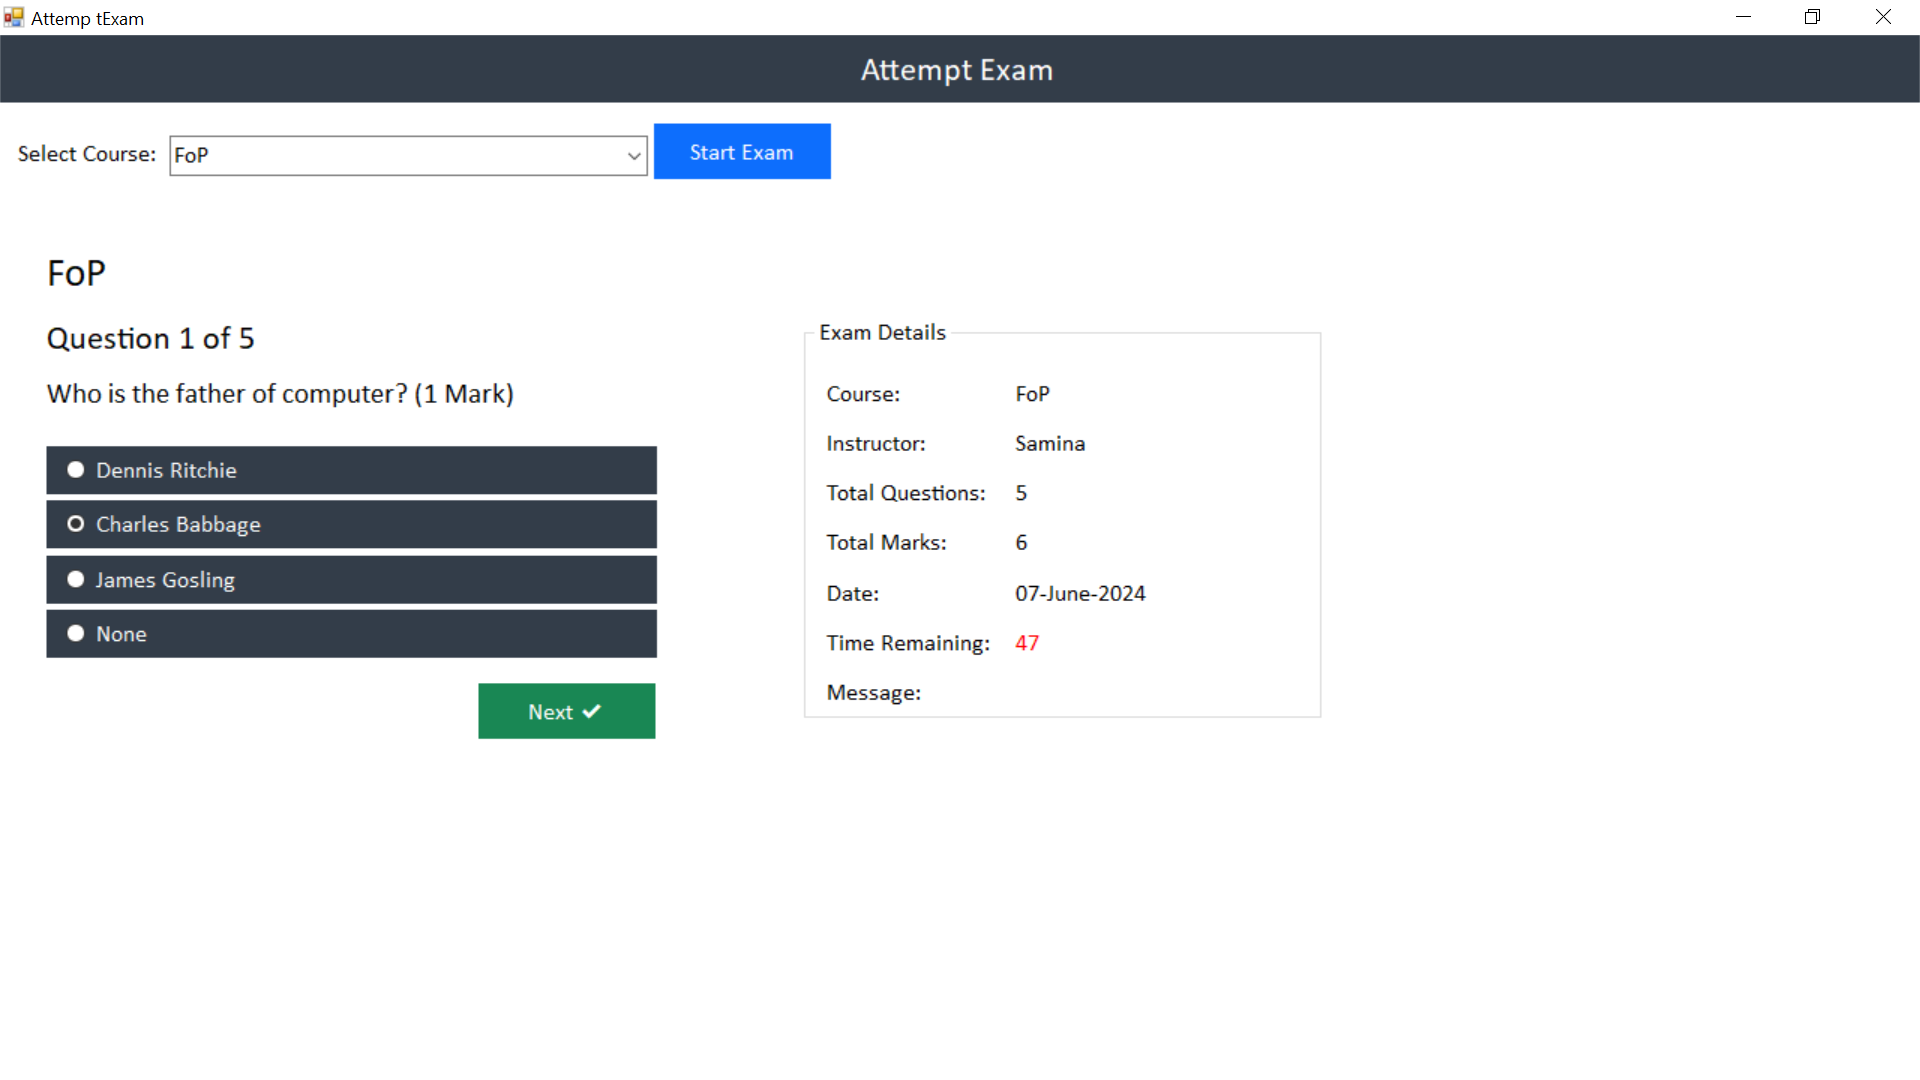 Attemp tExam
Attempt Exam
Select Course: FoP Start Exam
FoP
Question 1 of 5
Who is the father of computer? (1 Mark)
Dennis Ritchie
Charles Babbage
James Gosling
None
Next
Exam Details
Course: FoP
Instructor: Samina
Total Questions: 5
Total Marks: 6
Date: 07-June-2024
Time Remaining: 47
Message: